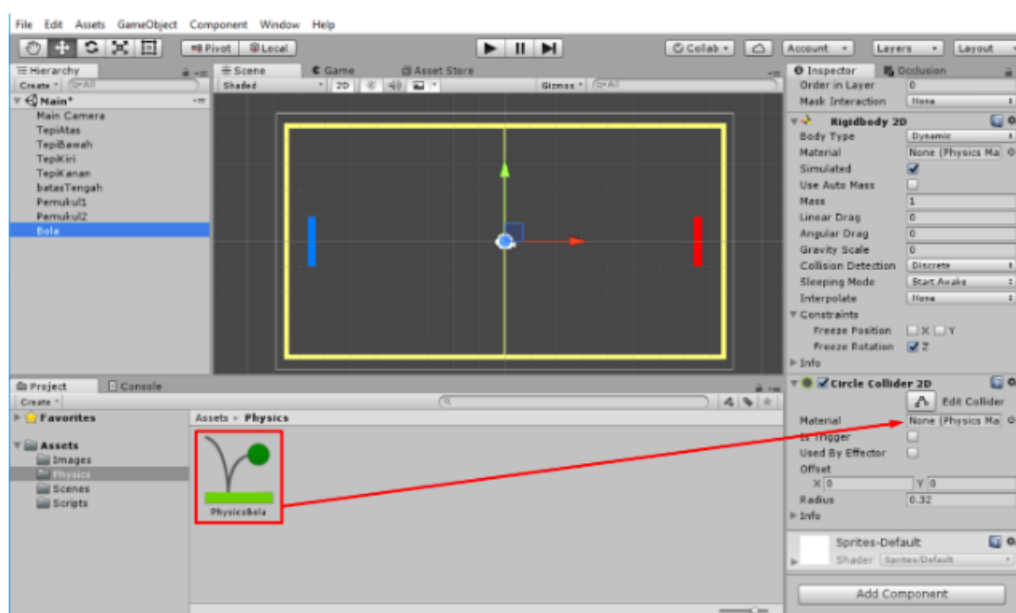 File Edit Assets GameObject Component Window Help
Pivot Local Collab Account Layers Layout
Hierarchy
Create All
Main*
Main Camera
TepiAtas
TepiBawah
TepiKiri
TepiKanan
batasTengah
Pemukul1
Pemukul2
Bola
Scene Game Asset Store
Shaded 2D Gizmos All
Inspector Occlusion
Order in Layer 0
Mask Interaction None
Rigidbody 2D
Body Type Dynamic
Material None (Physics Ma
Simulated
Use Auto Mass
Mass 1
Linear Drag 0
Angular Drag 0
Gravity Scale 0
Collision Detection Discrete
Sleeping Mode Start Awake
Interpolate None
Constraints
Freeze Position X Y
Freeze Rotation Z
Info
Circle Collider 2D
Edit Collider
Material None (Physics Ma
Is Trigger
Used By Effector
Offset
X 0 Y 0
Radius 0.32
Info
Sprites-Default
Shader Sprites/Default
Add Component
Project Console
Create
Favorites
Assets
Images
Physics
Scenes
Scripts
Assets Physics
PhysicsBola